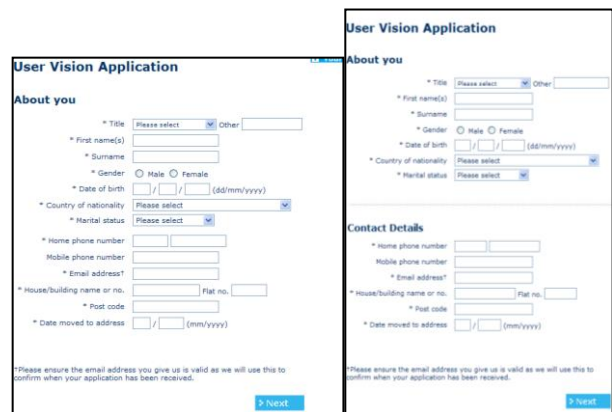 User Vision Application
About you
* Title Please select Other
* First name(s)
* Surname
* Gender Male Female
* Date of birth / / (dd/mm/yyyy)
* Country of nationality Please select
* Marital status Please select
* Home phone number
Mobile phone number
* Email address†
* House/building name or no. Flat no.
* Post code
* Date moved to address / (mm/yyyy)
*Please ensure the email address you give us is valid as we will use this to
confirm when your application has been received.
> Next
User Vision Application
About you
* Title Please select Other
* First name(s)
* Surname
* Gender Male Female
* Date of birth / / (dd/mm/yyyy)
* Country of nationality Please select
* Marital status Please select
Contact Details
* Home phone number
Mobile phone number
* Email address†
* House/building name or no. Flat no.
* Post code
* Date moved to address / (mm/yyyy)
*Please ensure the email address you give us is valid as we will use this to
confirm when your application has been received.
> Next